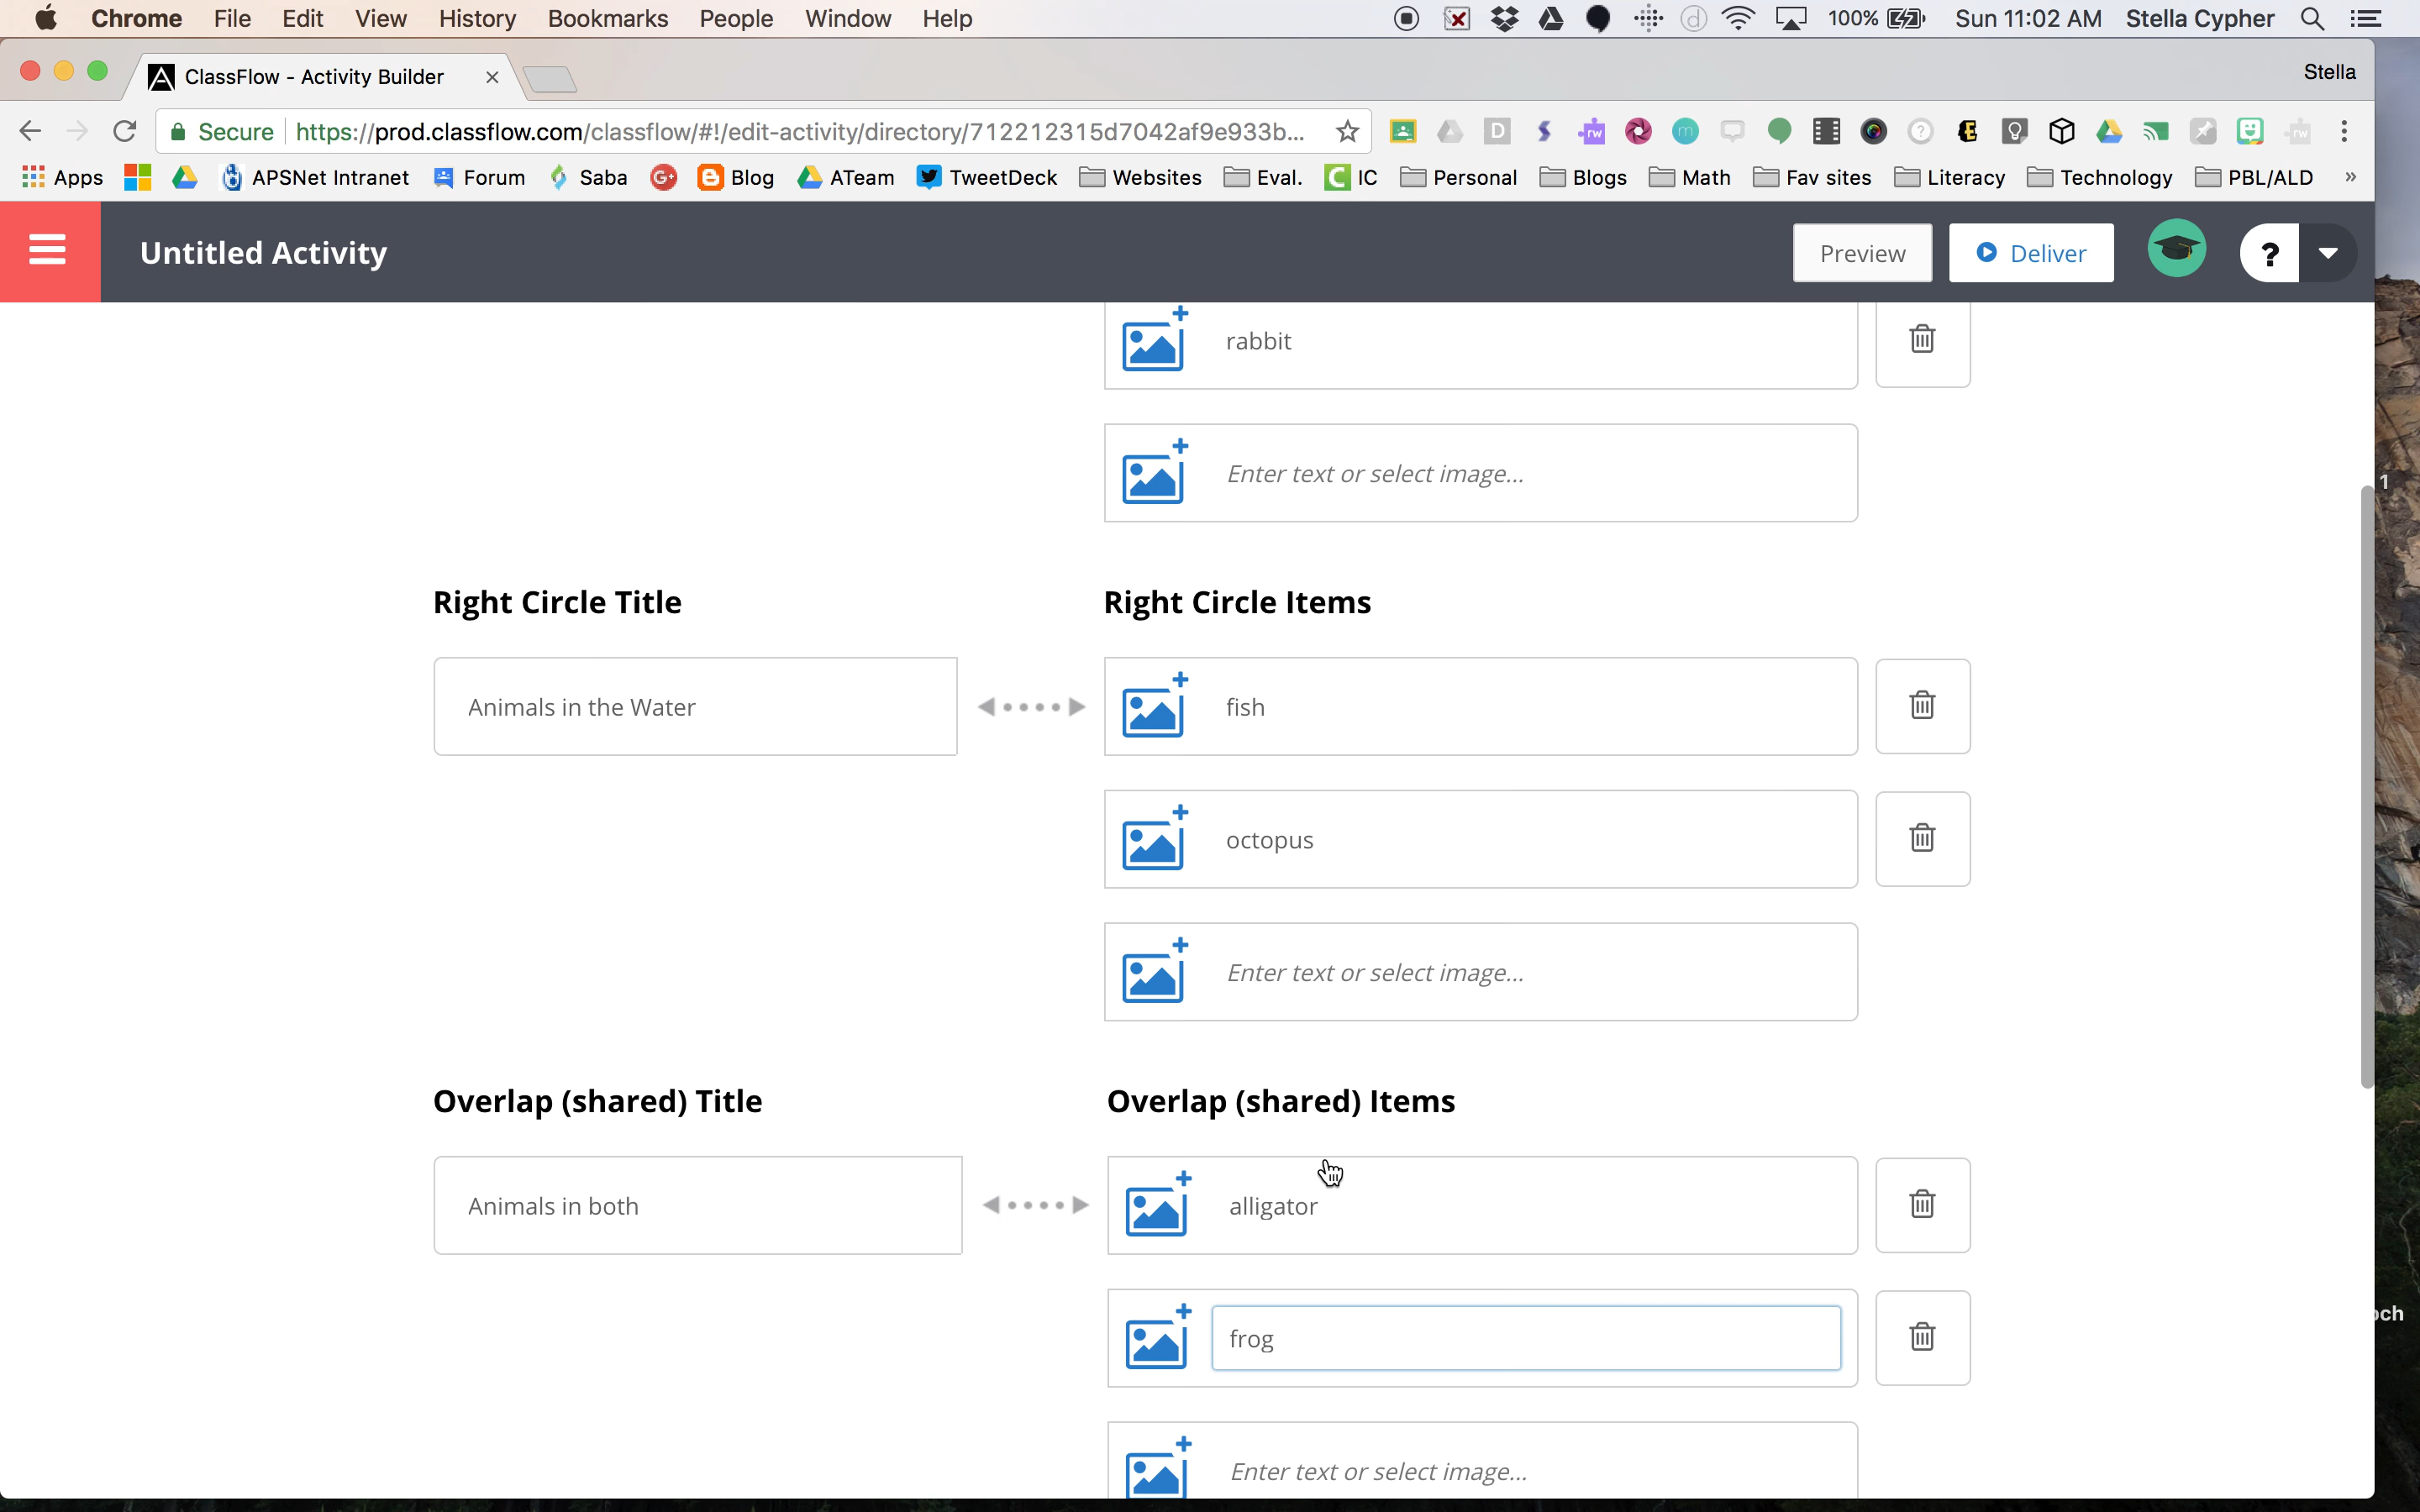 Chrome File Edit View History Bookmarks People Window Help 100% Sun 11:02 AM Stella Cypher
ClassFlow - Activity Builder Stella
Secure https://prod.classflow.com/classflow/#!/edit-activity/directory/712212315d7042af9e933b...
Apps APSNet Intranet Forum Saba Blog ATeam TweetDeck Websites Eval. IC Personal Blogs Math Fav sites Literacy Technology PBL/ALD »
Untitled Activity Preview Deliver ?
rabbit
Enter text or select image...
1
Right Circle Title Right Circle Items
Animals in the Water fish
octopus
Enter text or select image...
Overlap (shared) Title Overlap (shared) Items
Animals in both alligator
frog
Enter text or select image...